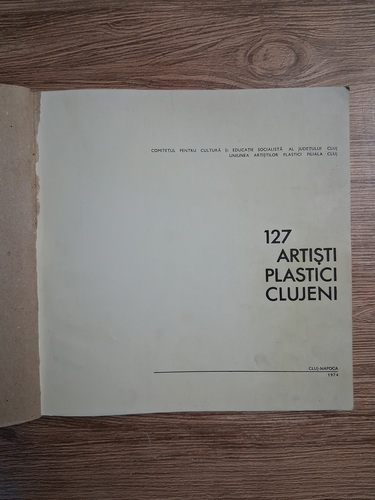 COMITETUL PENTRU CULTURĂ ȘI EDUCAȚIE SOCIALISTĂ AL JUDEȚULUI CLUJ
UNIUNEA ARTIȘTILOR PLASTICI FILIALA CLUJ
127
ARTIȘTI
PLASTICI
CLUJENI
CLUJ-NAPOCA
1974